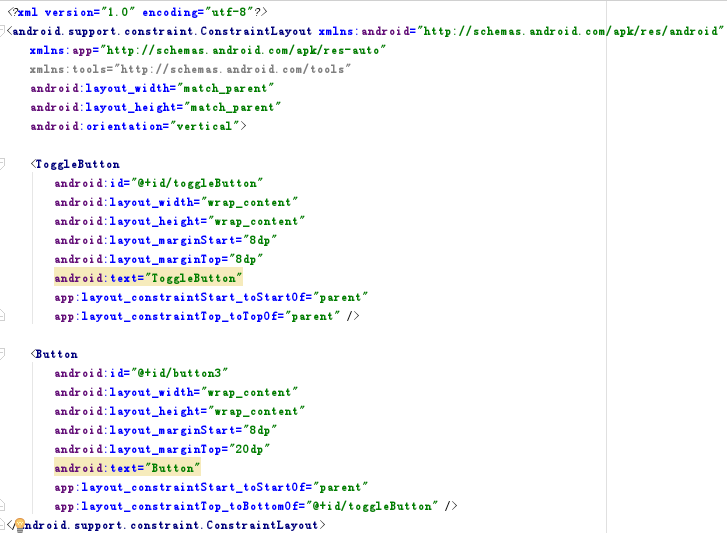 <?xml version="1.0" encoding="utf-8"?>
<android.support.constraint.ConstraintLayout xmlns:android="http://schemas.android.com/apk/res/android"
    xmlns:app="http://schemas.android.com/apk/res-auto"
    xmlns:tools="http://schemas.android.com/tools"
    android:layout_width="match_parent"
    android:layout_height="match_parent"
    android:orientation="vertical">

    <ToggleButton
        android:id="@+id/toggleButton"
        android:layout_width="wrap_content"
        android:layout_height="wrap_content"
        android:layout_marginStart="8dp"
        android:layout_marginTop="8dp"
        android:text="ToggleButton"
        app:layout_constraintStart_toStartOf="parent"
        app:layout_constraintTop_toTopOf="parent" />

    <Button
        android:id="@+id/button3"
        android:layout_width="wrap_content"
        android:layout_height="wrap_content"
        android:layout_marginStart="8dp"
        android:layout_marginTop="20dp"
        android:text="Button"
        app:layout_constraintStart_toStartOf="parent"
        app:layout_constraintTop_toBottomOf="@+id/toggleButton" />
</android.support.constraint.ConstraintLayout>